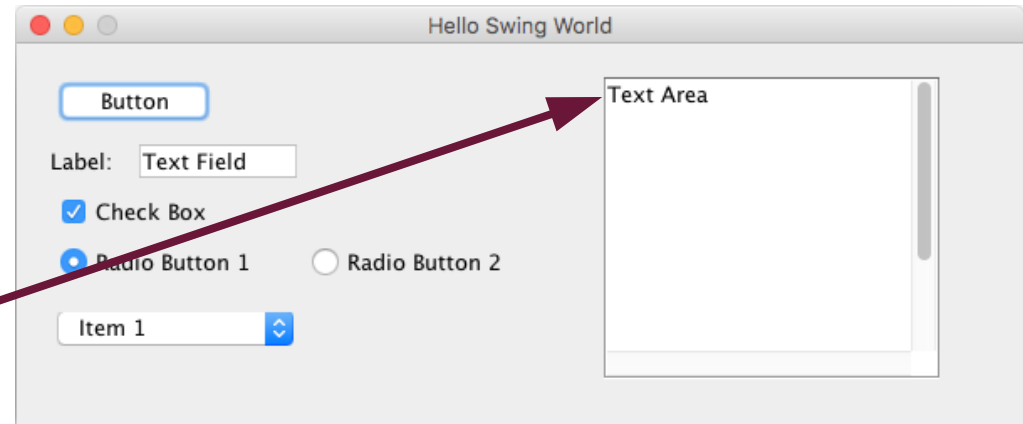 Hello Swing World
Button
Text Area
Label: Text Field
Check Box
Radio Button 1 Radio Button 2
Item 1